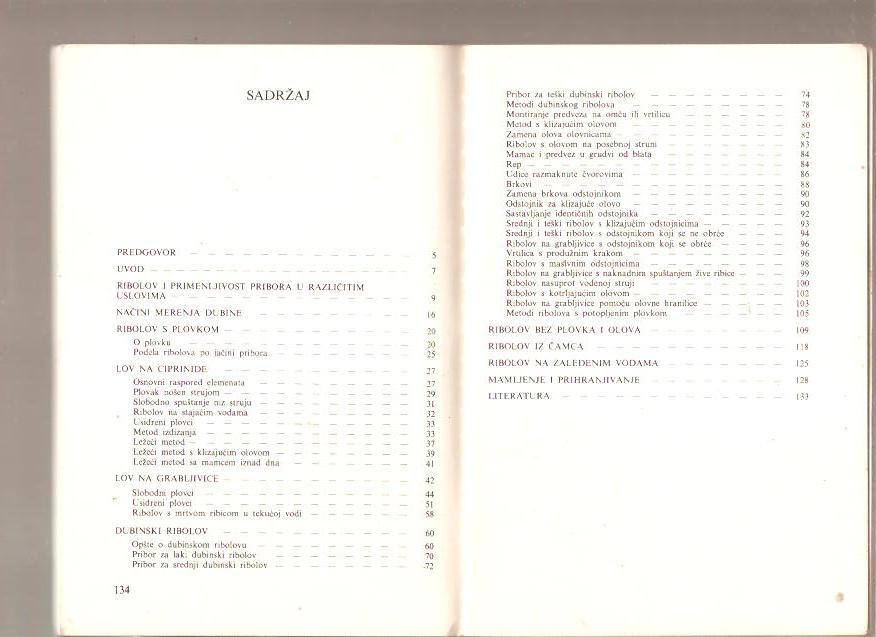 SADRŽAJ
PREDGOVOR — 5
UVOD — 7
RIBOLOV I PRIMENLJIVOST PRIBORA U RAZLIČITIM
USLOVIMA — 9
NAČINI MERENJA DUBINE — 16
RIBOLOV S PLOVKOM — 20
O plovku — 20
Podela ribolova po jačini pribora — 25
LOV NA CIPRINIDE — 27
Osnovni raspored elemenata — 27
Plovak nošen strujom — 29
Slobodno spuštanje niz struju — 31
Ribolov na stajaćim vodama — 32
Usidreni plovci — 33
Metod izdizanja — 33
Ležeći metod — 37
Ležeći metod s klizajućim olovom — 39
Ležeći metod sa mamcem iznad dna — 41
LOV NA GRABLJIVICE — 42
Slobodni plovci — 44
Usidreni plovci — 51
Ribolov s mrtvom ribicom u tekućoj vodi — 58
DUBINSKI RIBOLOV — 60
Opšte o dubinskom ribolovu — 60
Pribor za laki dubinski ribolov — 70
Pribor za srednji dubinski ribolov — 72
134
Pribor za teški dubinski ribolov — 74
Metodi dubinskog ribolova — 78
Montiranje predveza na omču ili vrtilicu — 78
Metod s klizajućim olovom — 80
Zamena olova olovnicama — 82
Ribolov s olovom na posebnoj struni — 83
Mamac i predvez u grudvi od blata — 84
Rep — 84
Udice razmaknute čvorovima — 86
Brkovi — 88
Zamena brkova odstojnikom — 90
Odstojnik za klizajuće olovo — 90
Sastavljanje identičnih odstojnika — 92
Srednji i teški ribolov s klizajućim odstojnicima — 93
Srednji i teški ribolov s odstojnikom koji se ne obrće — 94
Ribolov na grabljivice s odstojnikom koji se obrće — 96
Vrtilica s produžnim krakom — 96
Ribolov s masivnim odstojnicima — 98
Ribolov na grabljivice s naknadnim spuštanjem žive ribice — 99
Ribolov nasuprot vodenoj struji — 100
Ribolov s kotrljajućim olovom — 102
Ribolov na grabljivice pomoću olovne hranilice — 103
Metodi ribolova s potopljenim plovkom — 105
RIBOLOV BEZ PLOVKA I OLOVA — 109
RIBOLOV IZ ČAMCA — 118
RIBOLOV NA ZALEĐENIM VODAMA — 125
MAMLJENJE I PRIHRANJIVANJE — 128
LITERATURA — 133